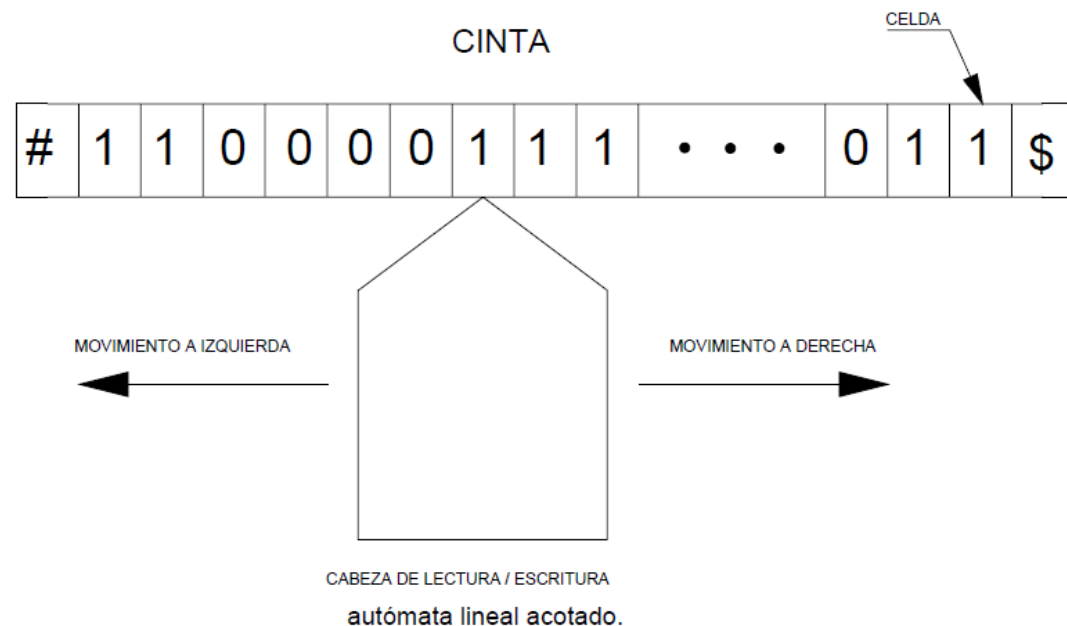 CELDA
CINTA
# 1 1 0 0 0 0 1 1 1 • • • 0 1 1 $
MOVIMIENTO A IZQUIERDA
MOVIMIENTO A DERECHA
CABEZA DE LECTURA / ESCRITURA
autómata lineal acotado.